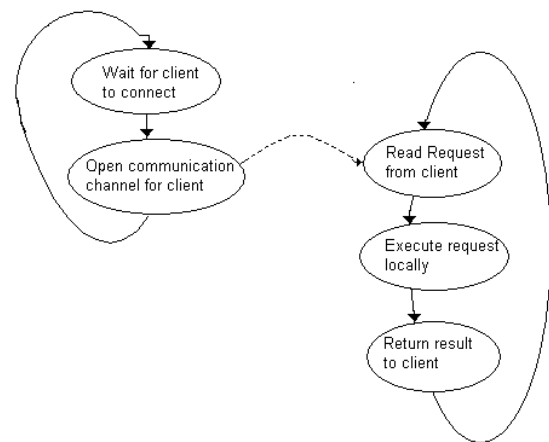 Wait for client
to connect
Open communication
channel for client
Read Request
from client
Execute request
locally
Return result
to client